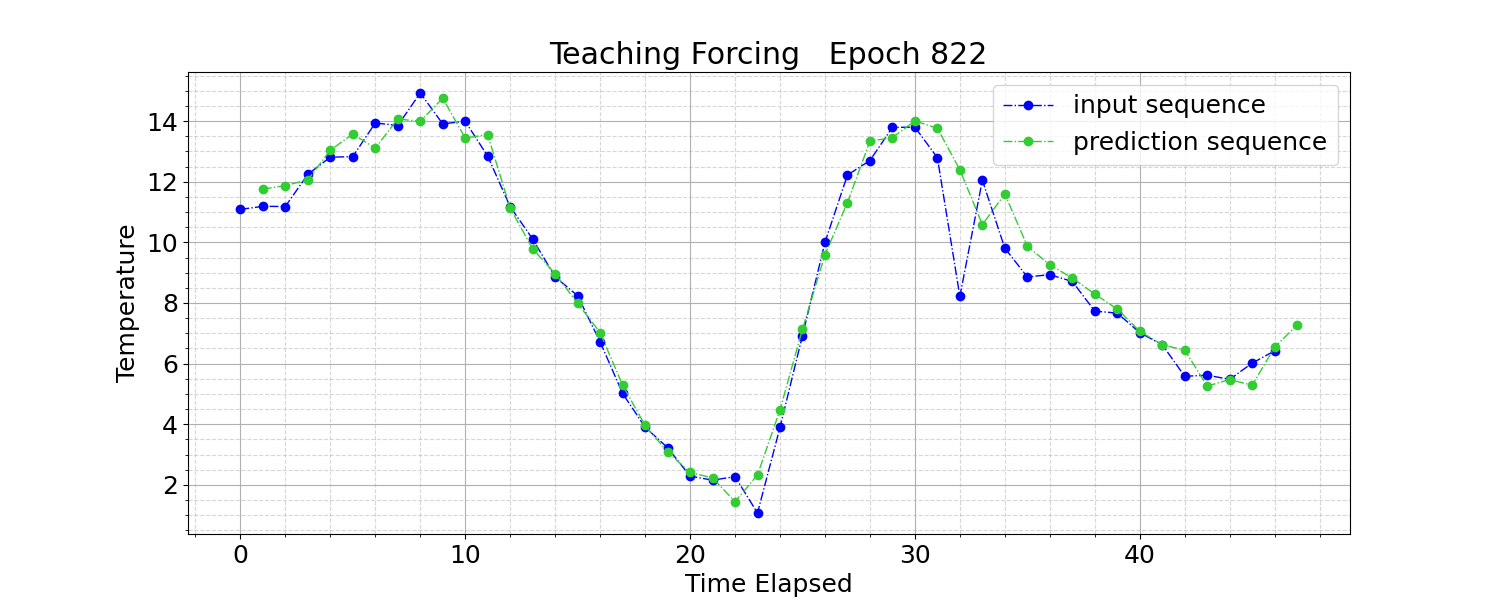 Teaching Forcing   Epoch 822
input sequence
prediction sequence
14
12
10
8
6
4
2
Temperature
0 10 20 30 40
Time Elapsed